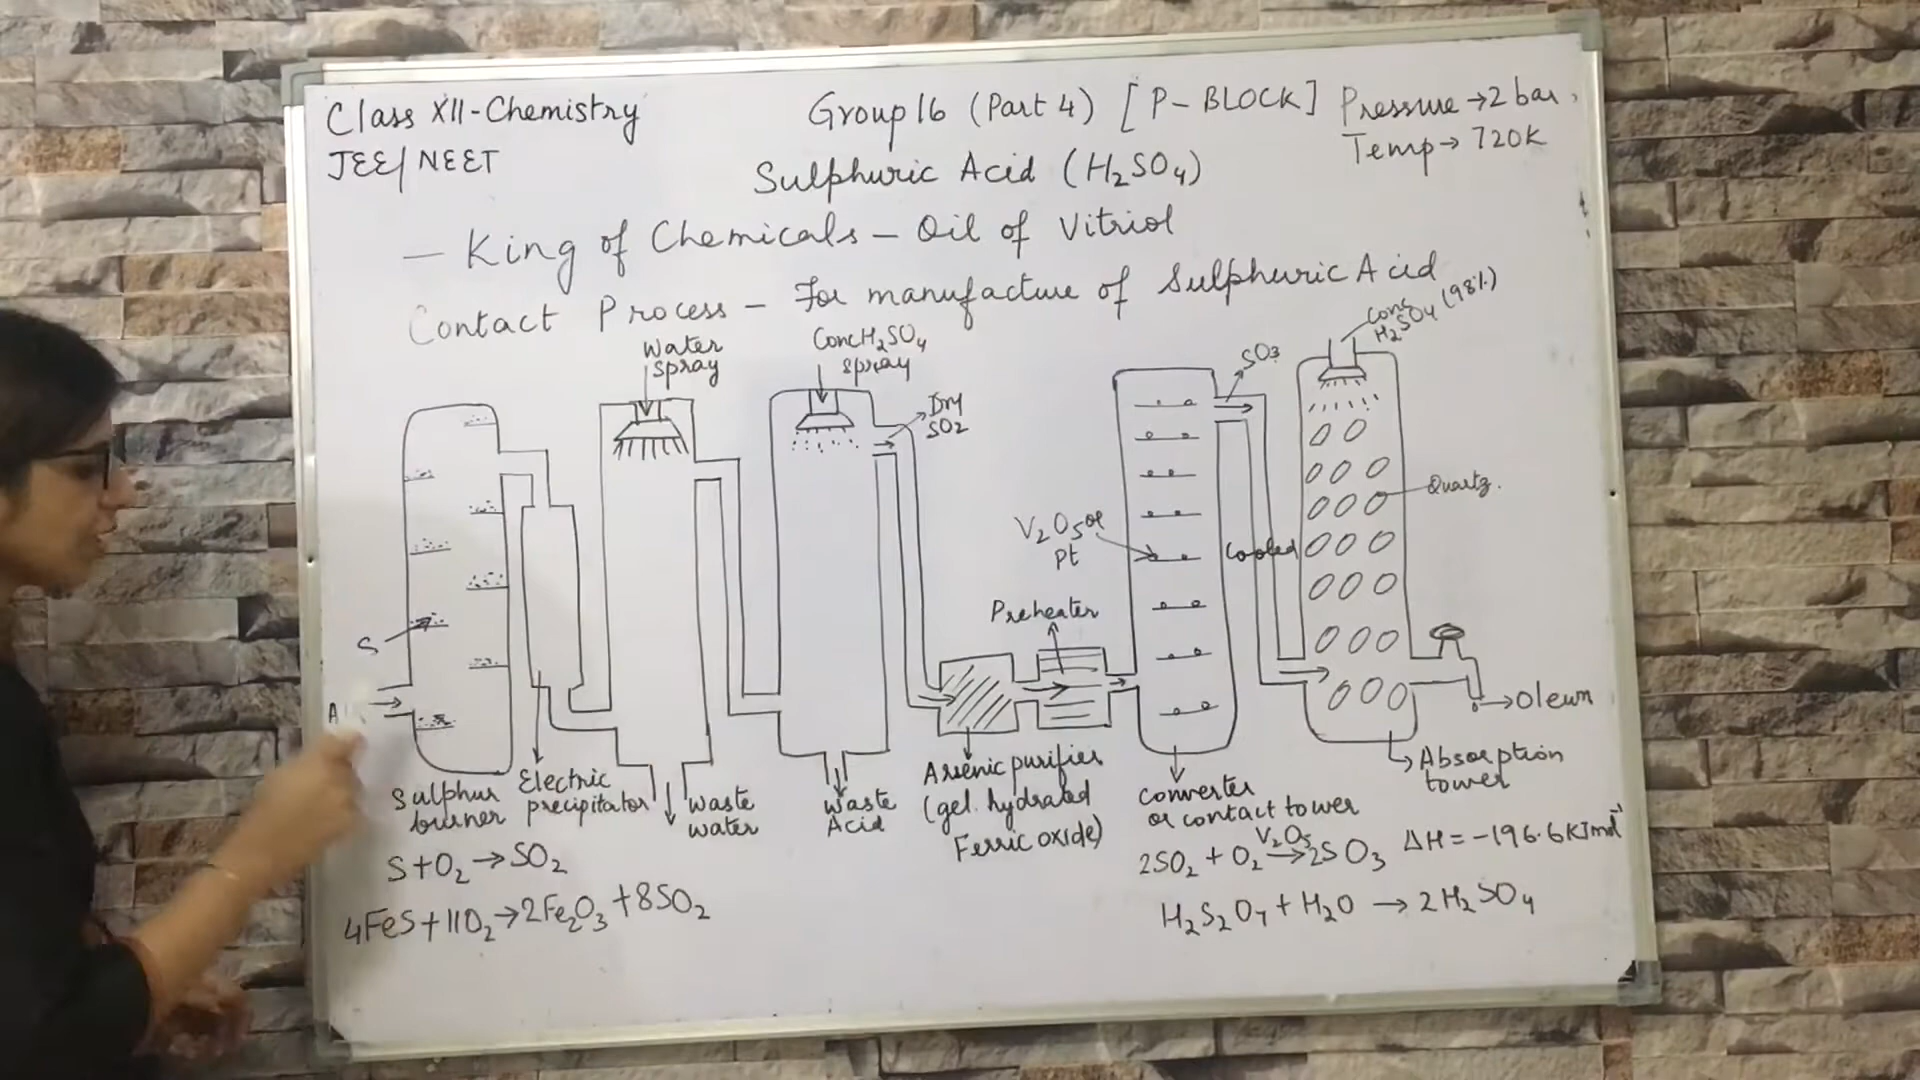 Class XII-Chemistry
JEE/NEET
Group 16 (Part 4) [P-BLOCK]
Pressure → 2 bar,
Temp → 720K
Sulphuric Acid (H₂SO₄)
— King of Chemicals – Oil of Vitriol
Contact Process – For manufacture of Sulphuric Acid
Water
spray
Conc H₂SO₄
spray
Dry
SO₂
SO₃
Conc
H₂SO₄ (98%)
Quartz.
V₂O₅ or
Pt
Cooled
Preheater
S
Oleum
Sulphur
burner
Electric
precipitator
Waste
water
Waste
Acid
Arsenic purifier
(gel. hydrated
Ferric oxide)
Converter
or contact tower
Absorption
tower
S + O₂ → SO₂
4FeS + 11O₂ → 2Fe₂O₃ + 8SO₂
V₂O₅
2SO₂ + O₂ → 2SO₃ ΔH = −196.6 KJ mol⁻¹
H₂S₂O₇ + H₂O → 2H₂SO₄